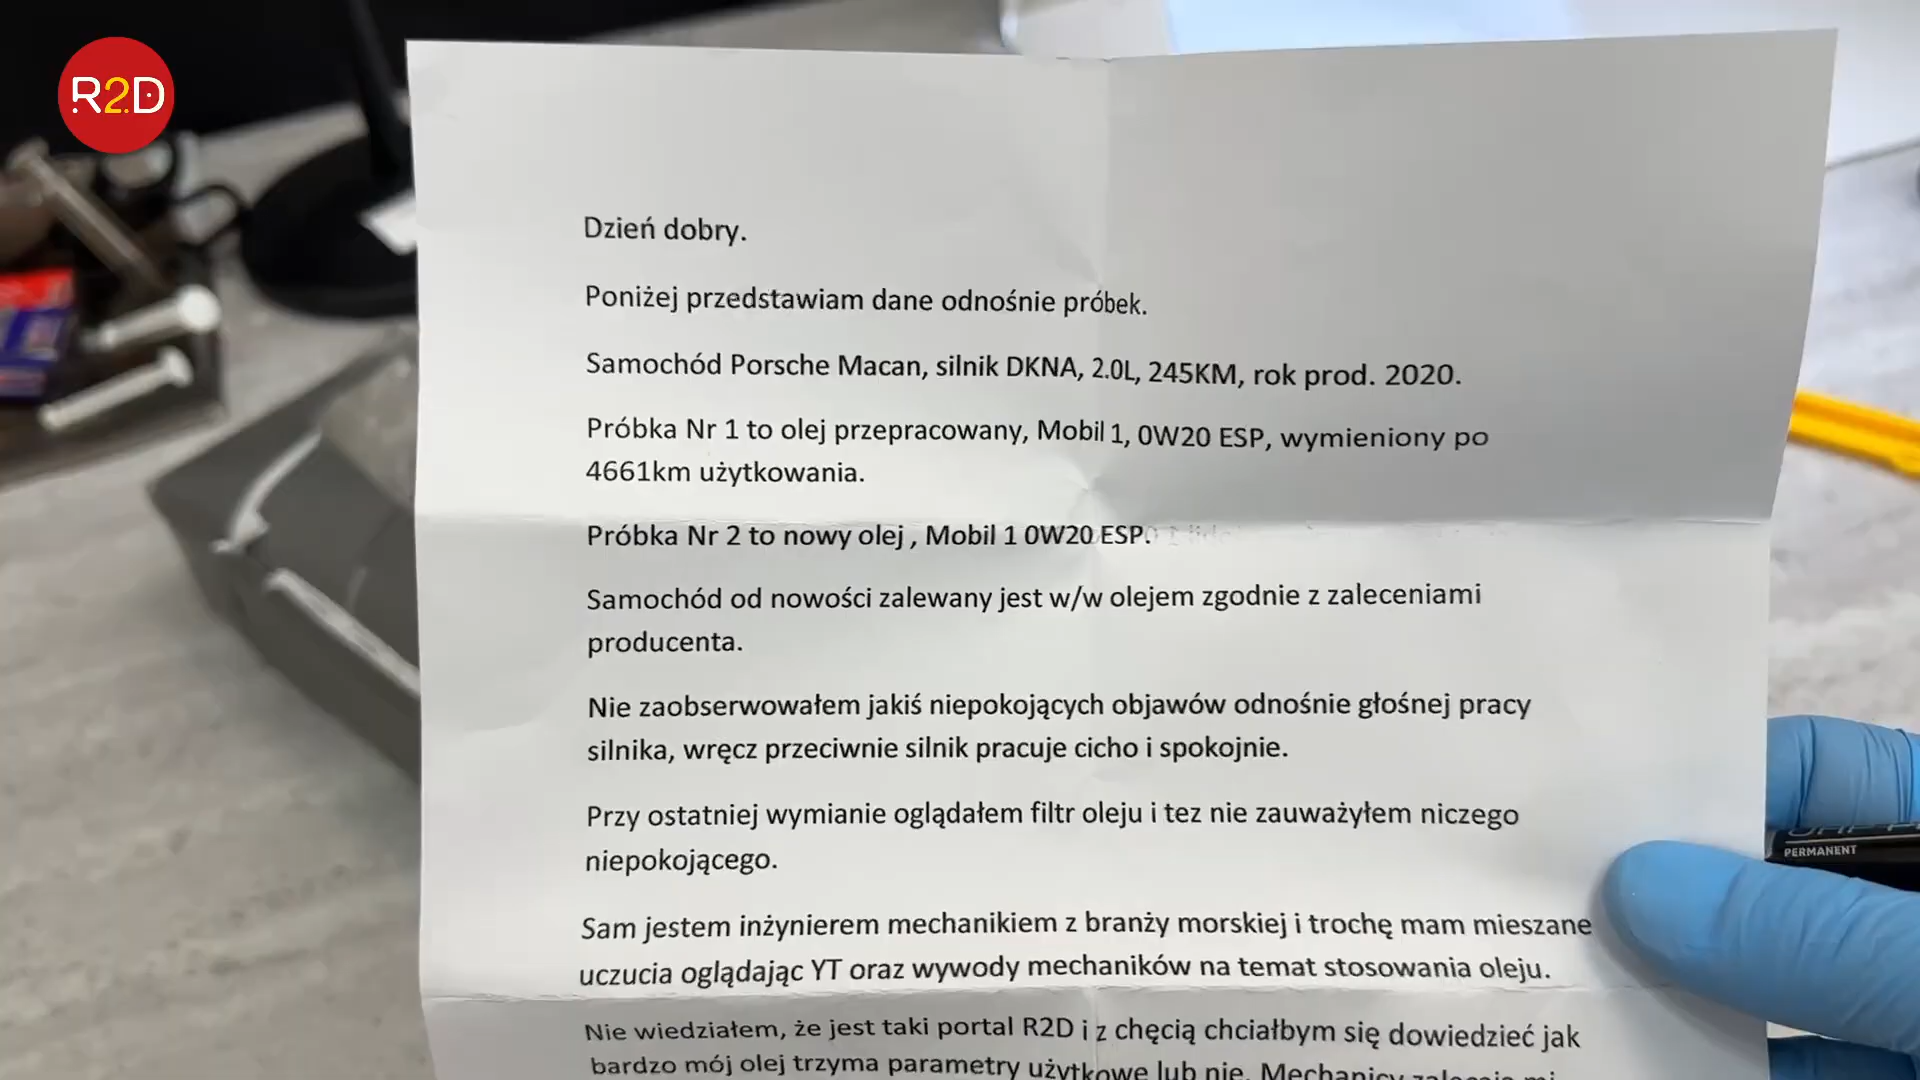 R2D
Dzień dobry.
Poniżej przedstawiam dane odnośnie próbek.
Samochód Porsche Macan, silnik DKNA, 2.0L, 245KM, rok prod. 2020.
Próbka Nr 1 to olej przepracowany, Mobil 1, 0W20 ESP, wymieniony po
4661km użytkowania.
Próbka Nr 2 to nowy olej , Mobil 1 0W20 ESP.
Samochód od nowości zalewany jest w/w olejem zgodnie z zaleceniami
producenta.
Nie zaobserwowałem jakiś niepokojących objawów odnośnie głośnej pracy
silnika, wręcz przeciwnie silnik pracuje cicho i spokojnie.
Przy ostatniej wymianie oglądałem filtr oleju i tez nie zauważyłem niczego
niepokojącego.
PERMANENT
Sam jestem inżynierem mechanikiem z branży morskiej i trochę mam mieszane
uczucia oglądając YT oraz wywody mechaników na temat stosowania oleju.
Nie wiedziałem, że jest taki portal R2D i z chęcią chciałbym się dowiedzieć jak
bardzo mój olej trzyma parametry użytkowe lub nie. Mechanicy zalecają mi